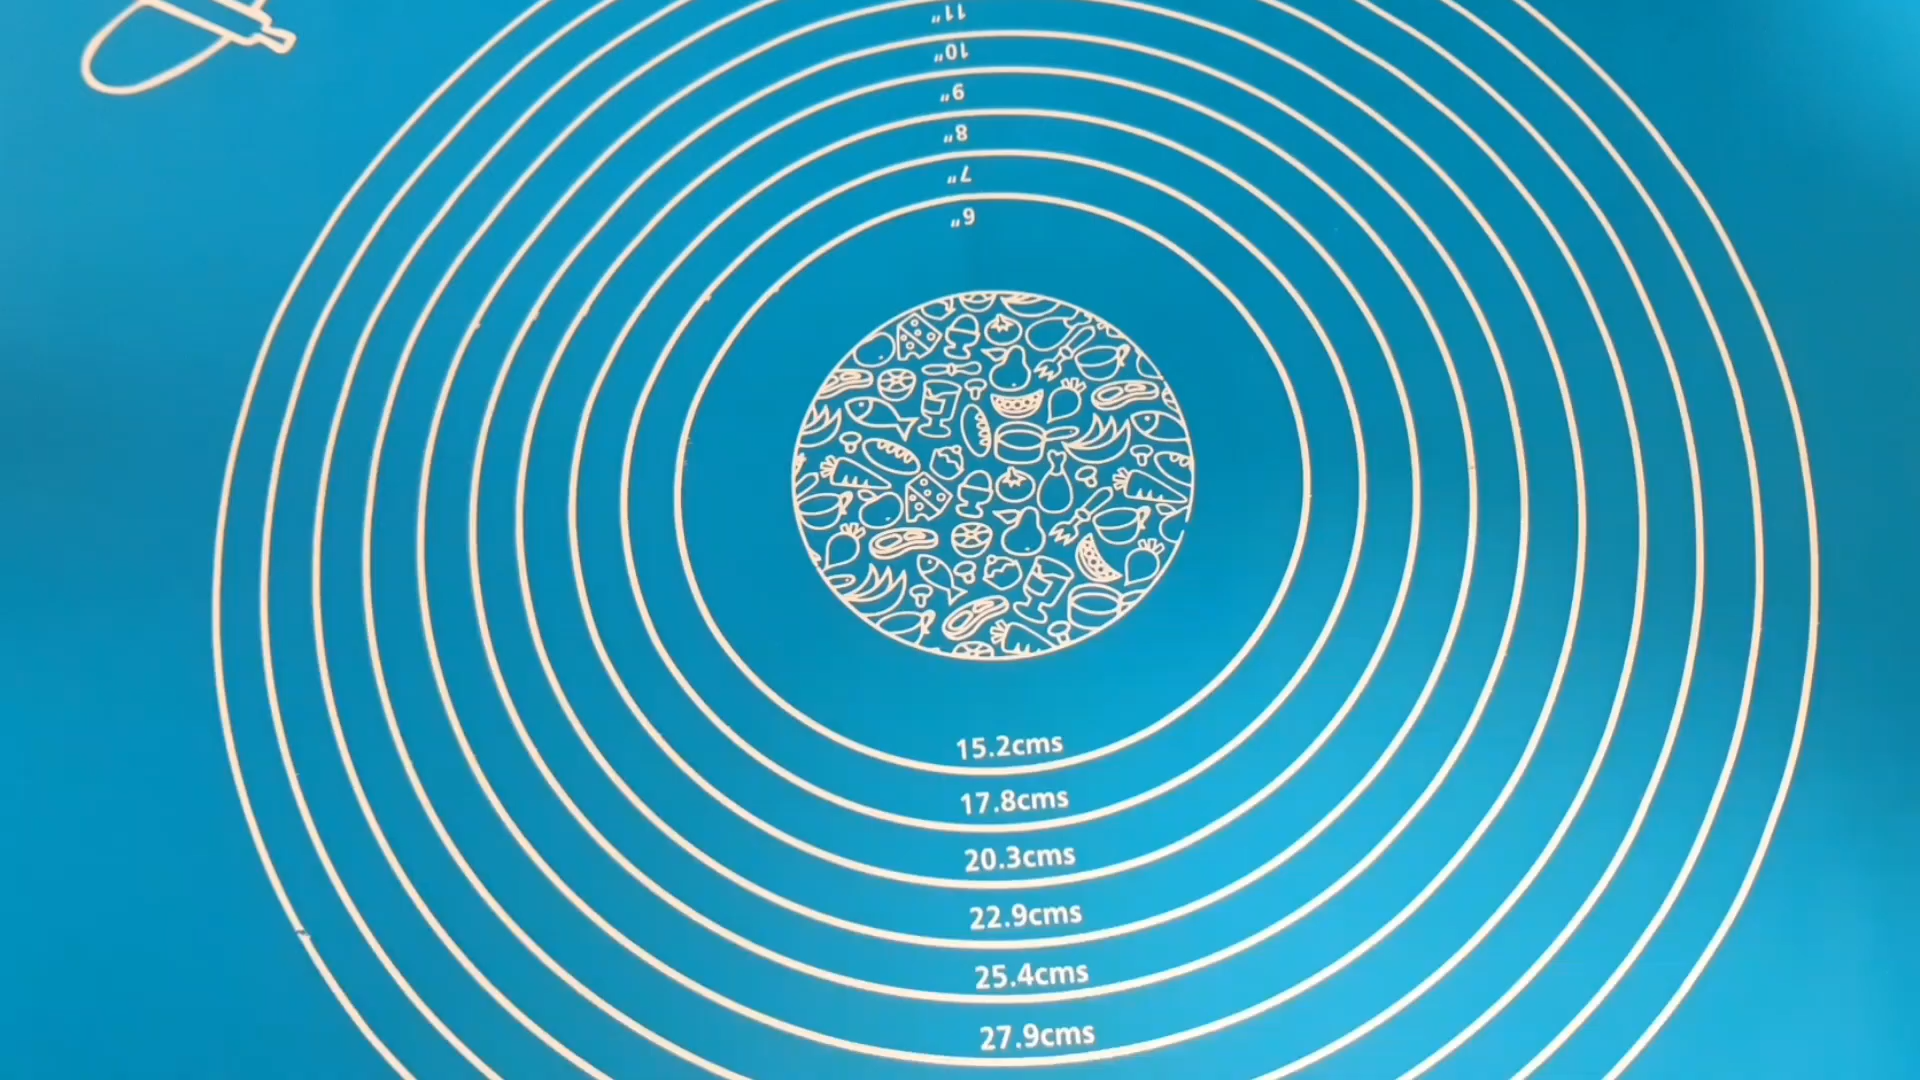 11"
10"
9"
8"
7"
6"
15.2cms
17.8cms
20.3cms
22.9cms
25.4cms
27.9cms